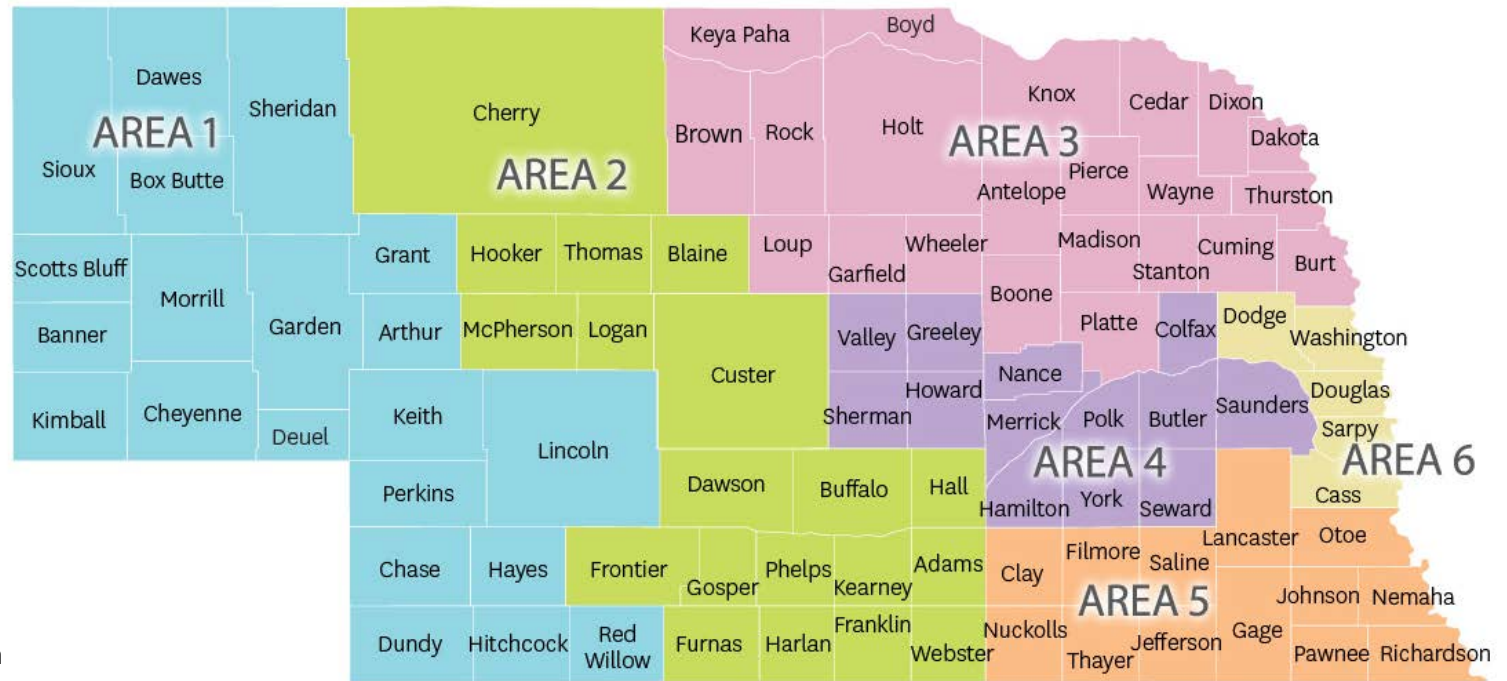 Keya Paha
Boyd
Dawes
Sheridan
Cherry
Knox
Cedar
Dixon
AREA 1
Brown
Rock
Holt
AREA 3
Dakota
Sioux
Box Butte
AREA 2
Antelope
Pierce
Wayne
Thurston
Scotts Bluff
Grant
Hooker
Thomas
Blaine
Loup
Garfield
Wheeler
Madison
Stanton
Cuming
Burt
Morrill
Garden
Boone
Banner
Arthur
McPherson
Logan
Valley
Greeley
Platte
Colfax
Dodge
Washington
Custer
Nance
Douglas
Kimball
Cheyenne
Deuel
Keith
Lincoln
Sherman
Howard
Merrick
Polk
Butler
Saunders
Sarpy
AREA 4
AREA 6
Perkins
Dawson
Buffalo
Hall
Hamilton
York
Seward
Cass
Chase
Hayes
Frontier
Gosper
Phelps
Kearney
Adams
Clay
Filmore
Saline
Lancaster
Otoe
AREA 5
Johnson
Nemaha
Dundy
Hitchcock
Red
Willow
Furnas
Harlan
Franklin
Webster
Nuckolls
Thayer
Jefferson
Gage
Pawnee
Richardson